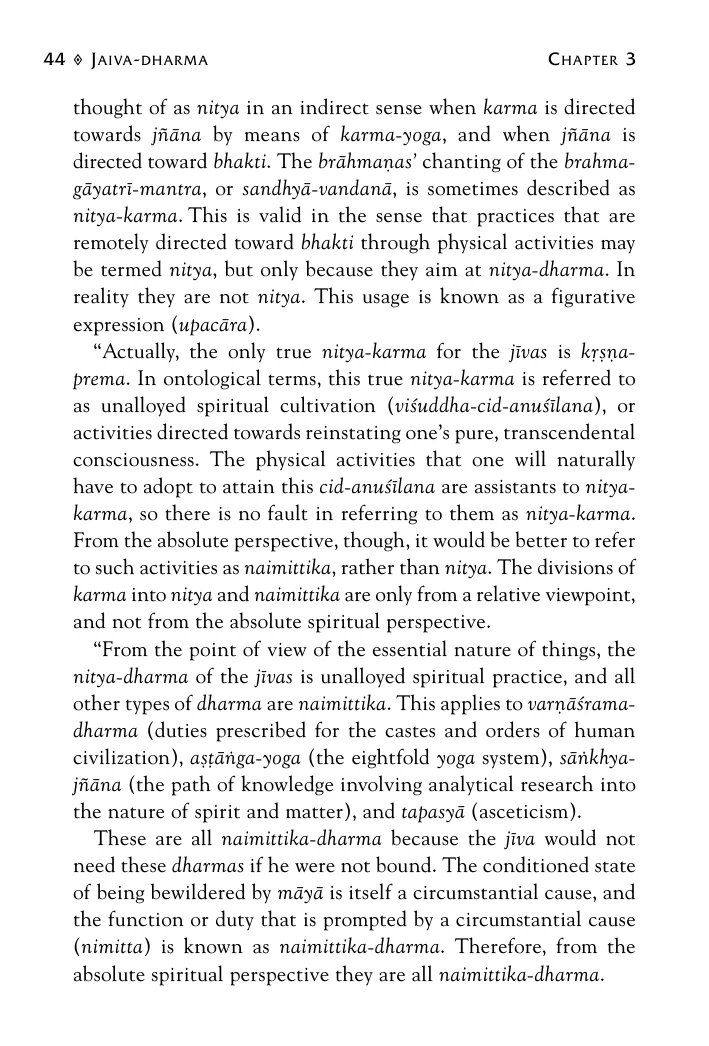 44 ⟡ JAIVA-DHARMA CHAPTER 3
thought of as nitya in an indirect sense when karma is directed
towards jñāna by means of karma-yoga, and when jñāna is
directed toward bhakti. The brāhmaṇas’ chanting of the brahma-
gāyatrī-mantra, or sandhyā-vandanā, is sometimes described as
nitya-karma. This is valid in the sense that practices that are
remotely directed toward bhakti through physical activities may
be termed nitya, but only because they aim at nitya-dharma. In
reality they are not nitya. This usage is known as a figurative
expression (upacāra).
“Actually, the only true nitya-karma for the jīvas is kṛṣṇa-
prema. In ontological terms, this true nitya-karma is referred to
as unalloyed spiritual cultivation (viśuddha-cid-anuśīlana), or
activities directed towards reinstating one’s pure, transcendental
consciousness. The physical activities that one will naturally
have to adopt to attain this cid-anuśīlana are assistants to nitya-
karma, so there is no fault in referring to them as nitya-karma.
From the absolute perspective, though, it would be better to refer
to such activities as naimittika, rather than nitya. The divisions of
karma into nitya and naimittika are only from a relative viewpoint,
and not from the absolute spiritual perspective.
“From the point of view of the essential nature of things, the
nitya-dharma of the jīvas is unalloyed spiritual practice, and all
other types of dharma are naimittika. This applies to varṇāśrama-
dharma (duties prescribed for the castes and orders of human
civilization), aṣṭāṅga-yoga (the eightfold yoga system), sāṅkhya-
jñāna (the path of knowledge involving analytical research into
the nature of spirit and matter), and tapasyā (asceticism).
These are all naimittika-dharma because the jīva would not
need these dharmas if he were not bound. The conditioned state
of being bewildered by māyā is itself a circumstantial cause, and
the function or duty that is prompted by a circumstantial cause
(nimitta) is known as naimittika-dharma. Therefore, from the
absolute spiritual perspective they are all naimittika-dharma.